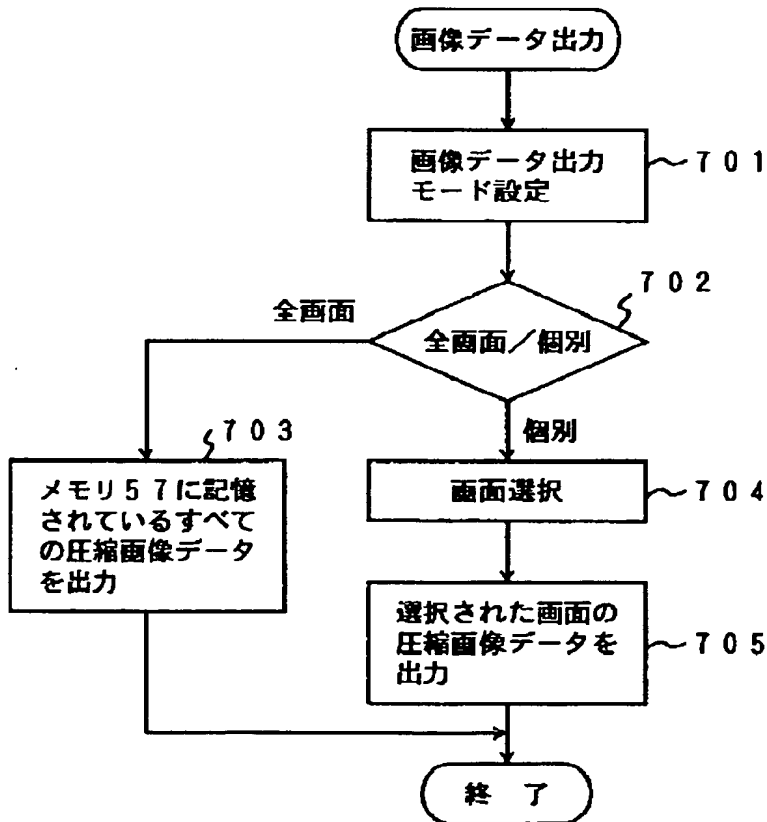 画像データ出力
画像データ出力
モード設定
701
702
全画面
全画面/個別
703
個別
メモリ57に記憶
されているすべて
の圧縮画像データ
を出力
画面選択
704
選択された画面の
圧縮画像データを
出力
705
終 了